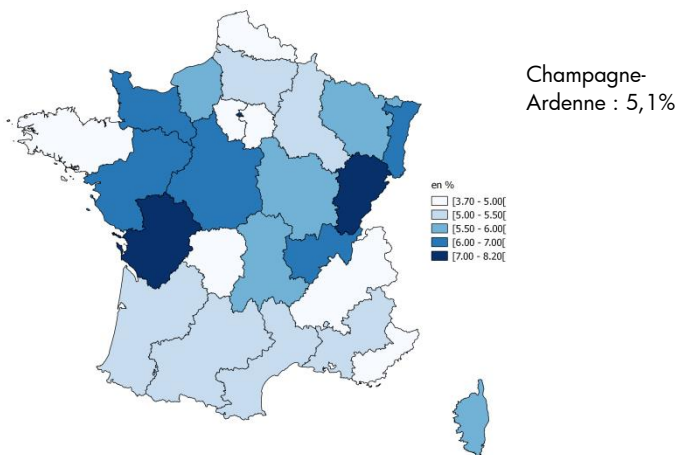 Champagne-
Ardenne : 5,1%
en %
[3.70 - 5.00[
[5.00 - 5.50[
[5.50 - 6.00[
[6.00 - 7.00[
[7.00 - 8.20[